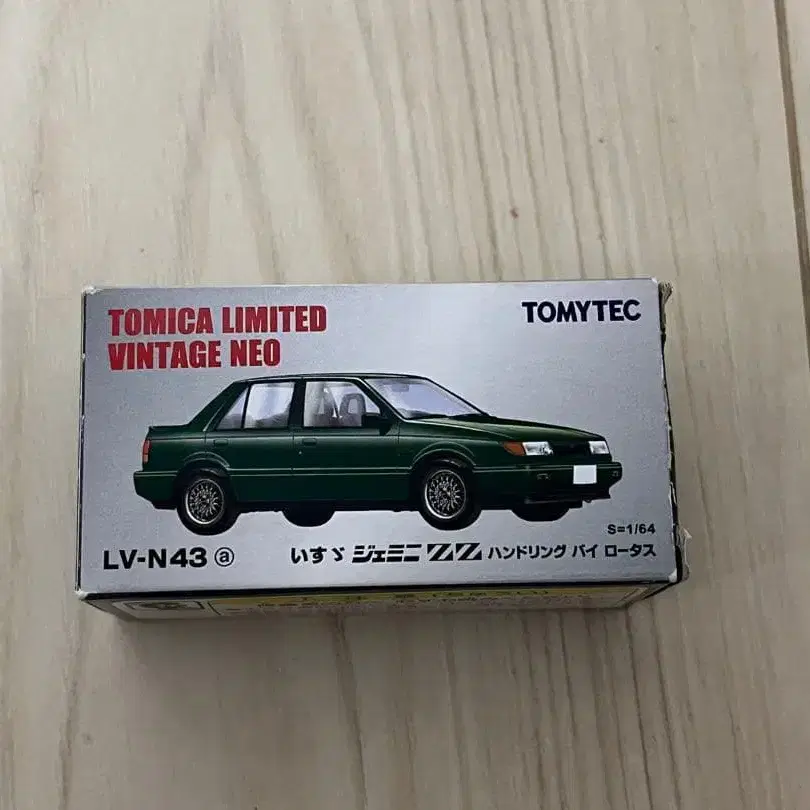 TOMICA LIMITED
VINTAGE NEO
TOMYTEC
S=1/64
LV-N43 ⓐ
いすゞ ジェミニ ZZ ハンドリング バイ ロータス